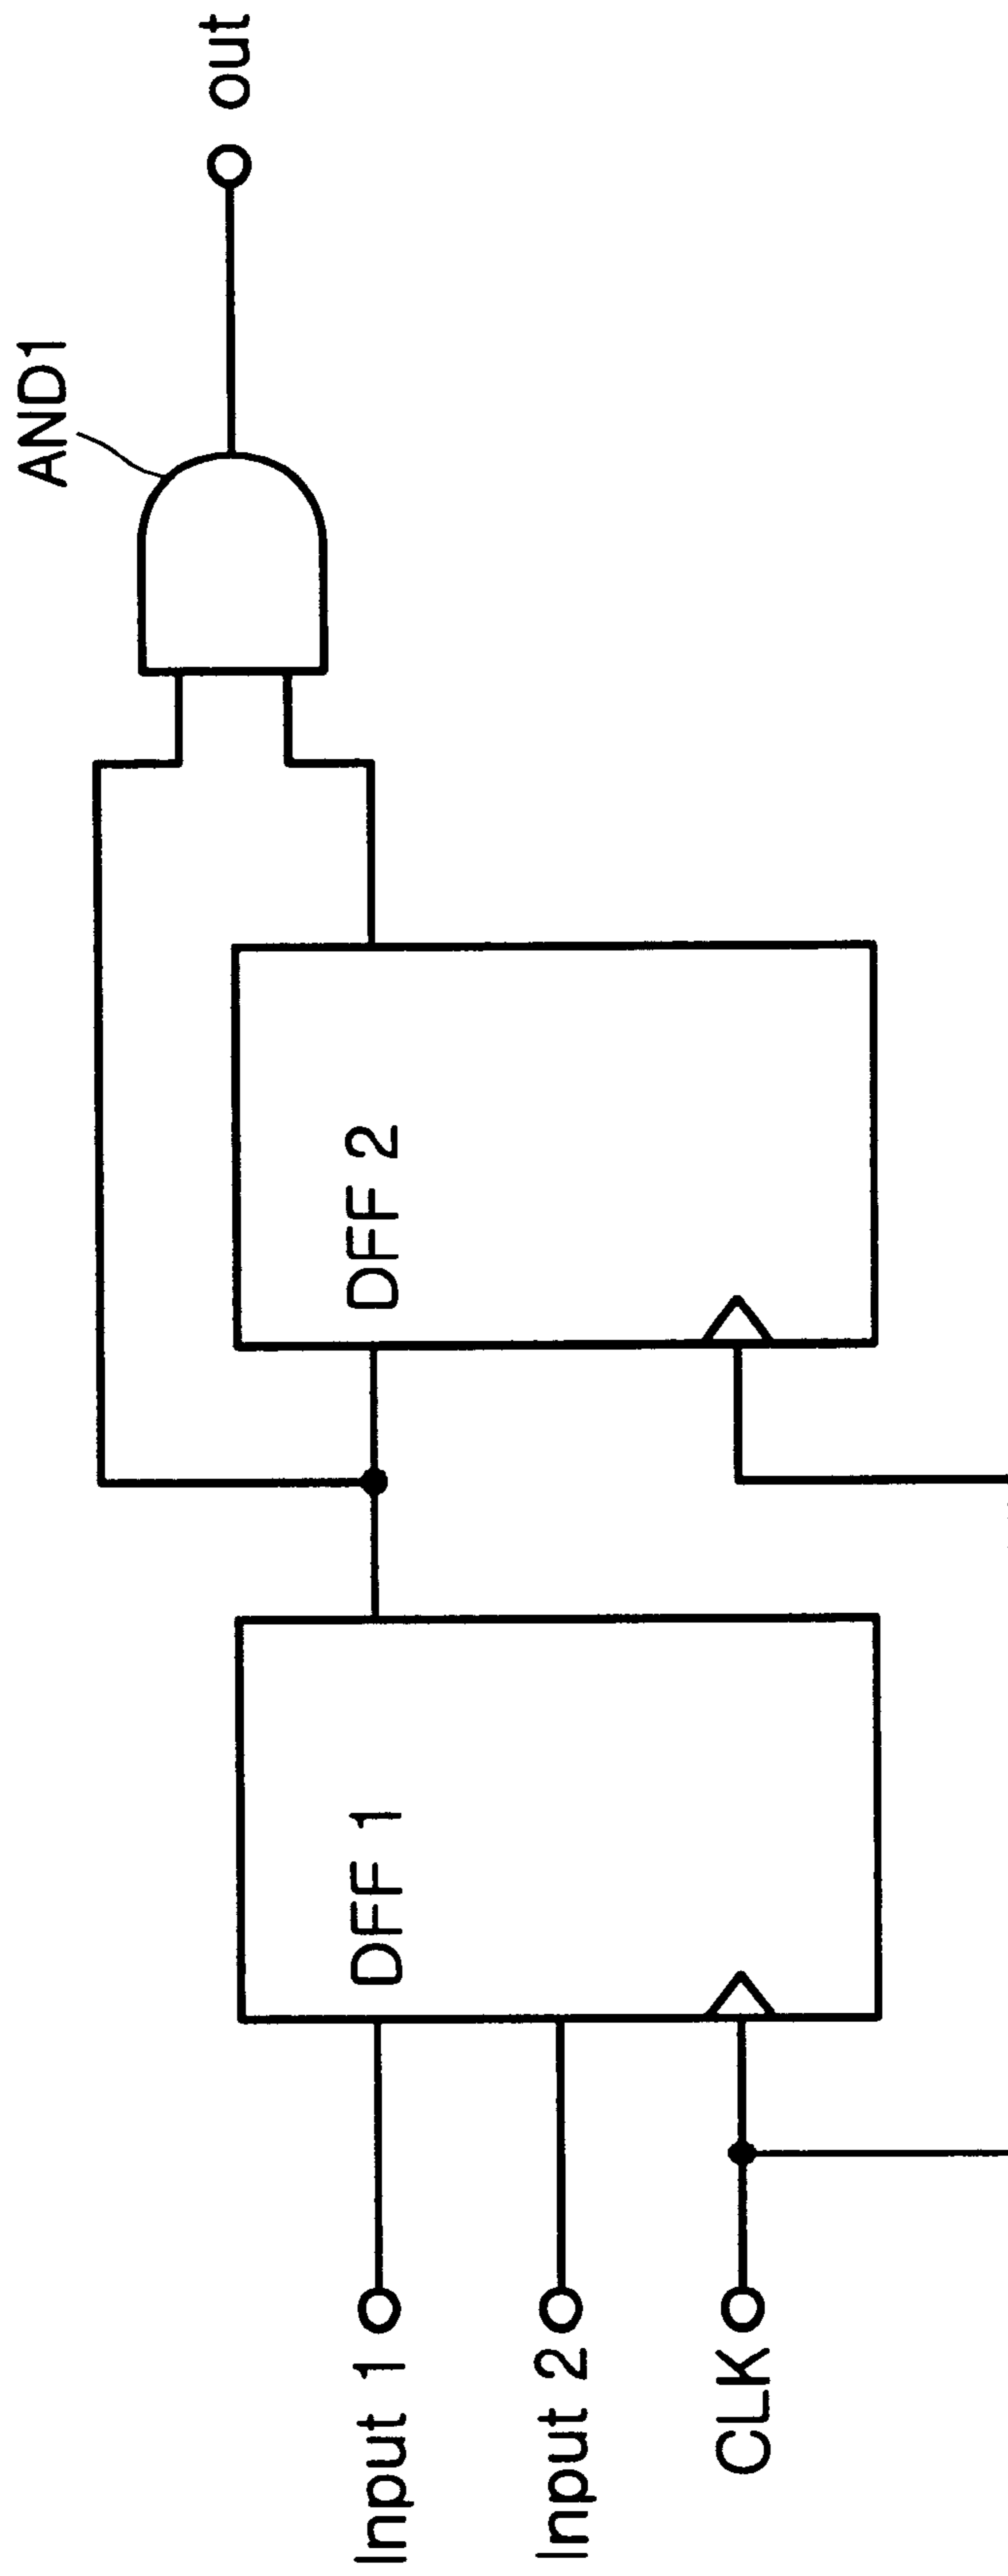 Input 1
Input 2
CLK
DFF 1
DFF 2
AND1
out